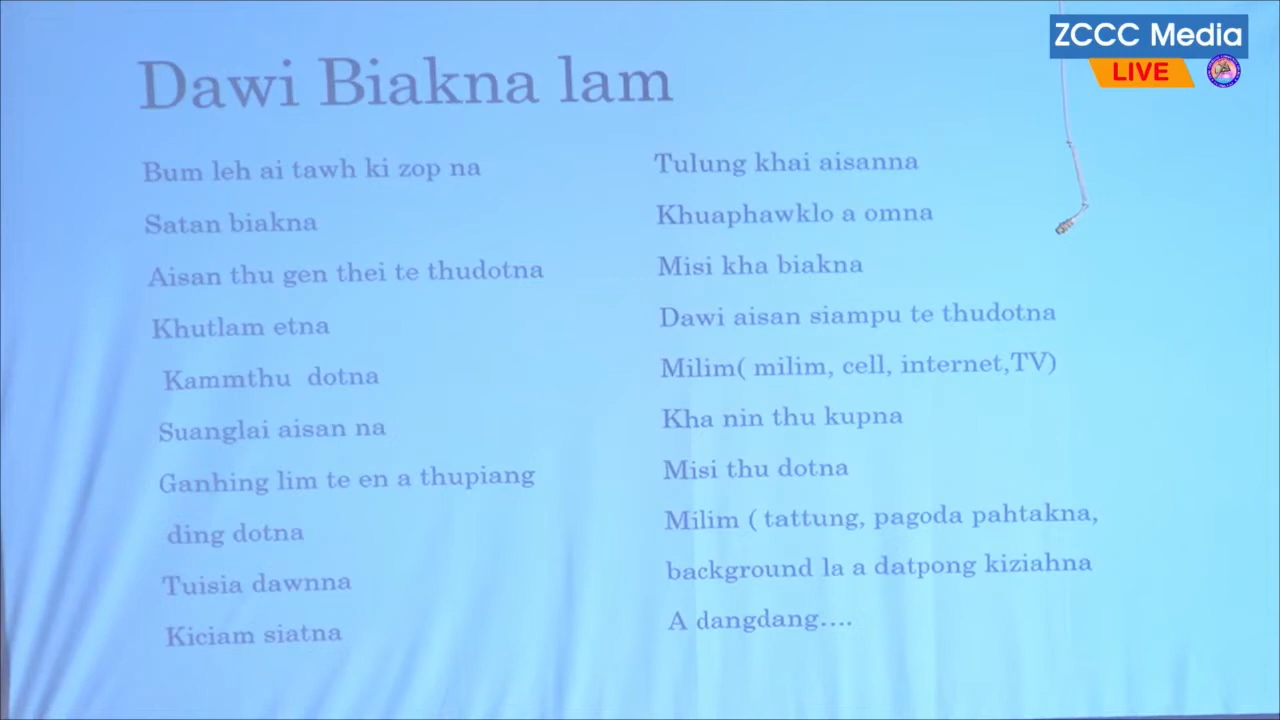 ZCCC Media
LIVE
Dawi Biakna lam
Bum leh ai tawh ki zop na
Satan biakna
Aisan thu gen thei te thudotna
Khutlam etna
Kammthu dotna
Suanglai aisan na
Ganhing lim te en a thupiang
ding dotna
Tuisia dawnna
Kiciam siatna
Tulung khai aisanna
Khuaphawklo a omna
Misi kha biakna
Dawi aisan siampu te thudotna
Milim( milim, cell, internet,TV)
Kha nin thu kupna
Misi thu dotna
Milim ( tattung, pagoda pahtakna,
background la a datpong kiziahna
A dangdang....